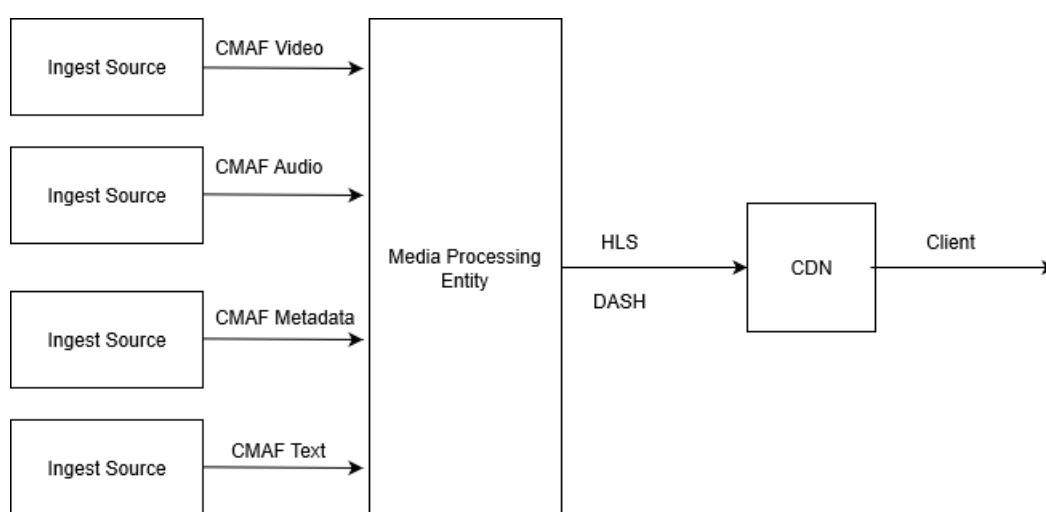 Ingest Source
CMAF Video
Ingest Source
CMAF Audio
Ingest Source
CMAF Metadata
Ingest Source
CMAF Text
Media Processing
Entity
HLS
DASH
CDN
Client